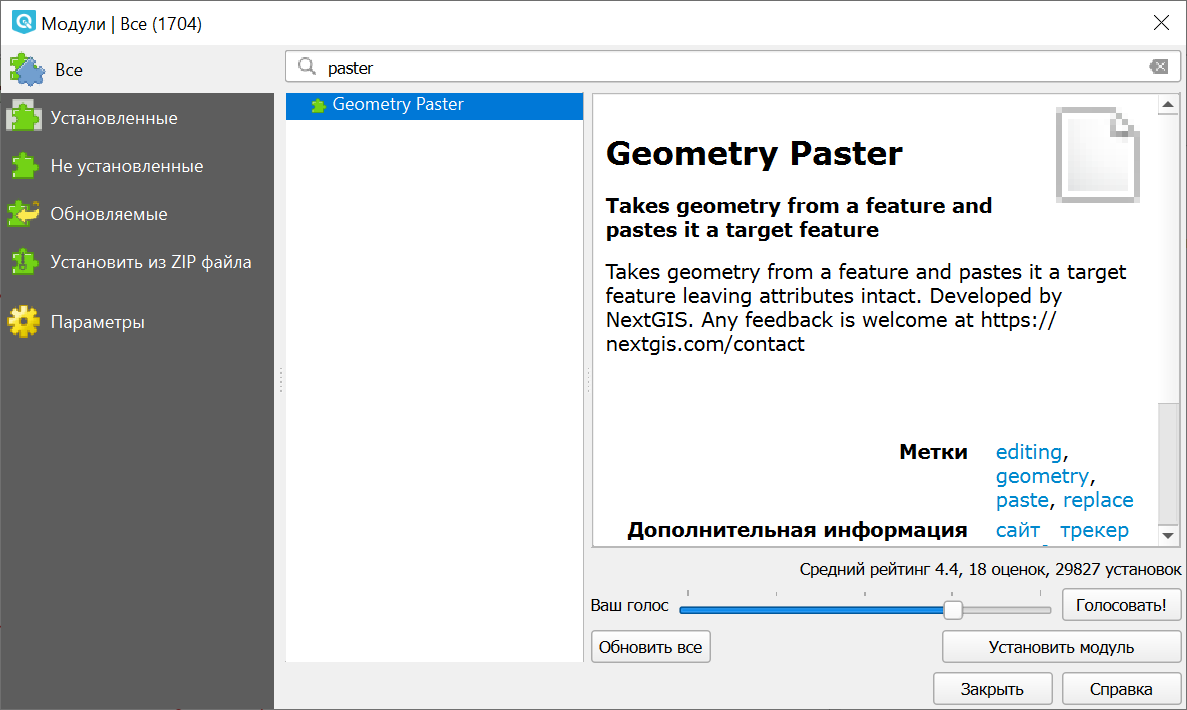 Модули | Все (1704)
Все
Установленные
Не установленные
Обновляемые
Установить из ZIP файла
Параметры
paster
Geometry Paster
Geometry Paster
Takes geometry from a feature and
pastes it a target feature
Takes geometry from a feature and pastes it a target
feature leaving attributes intact. Developed by
NextGIS. Any feedback is welcome at https://
nextgis.com/contact
Метки editing,
geometry,
paste, replace
Дополнительная информация сайт трекер
Средний рейтинг 4.4, 18 оценок, 29827 установок
Ваш голос Голосовать!
Обновить все Установить модуль
Закрыть Справка